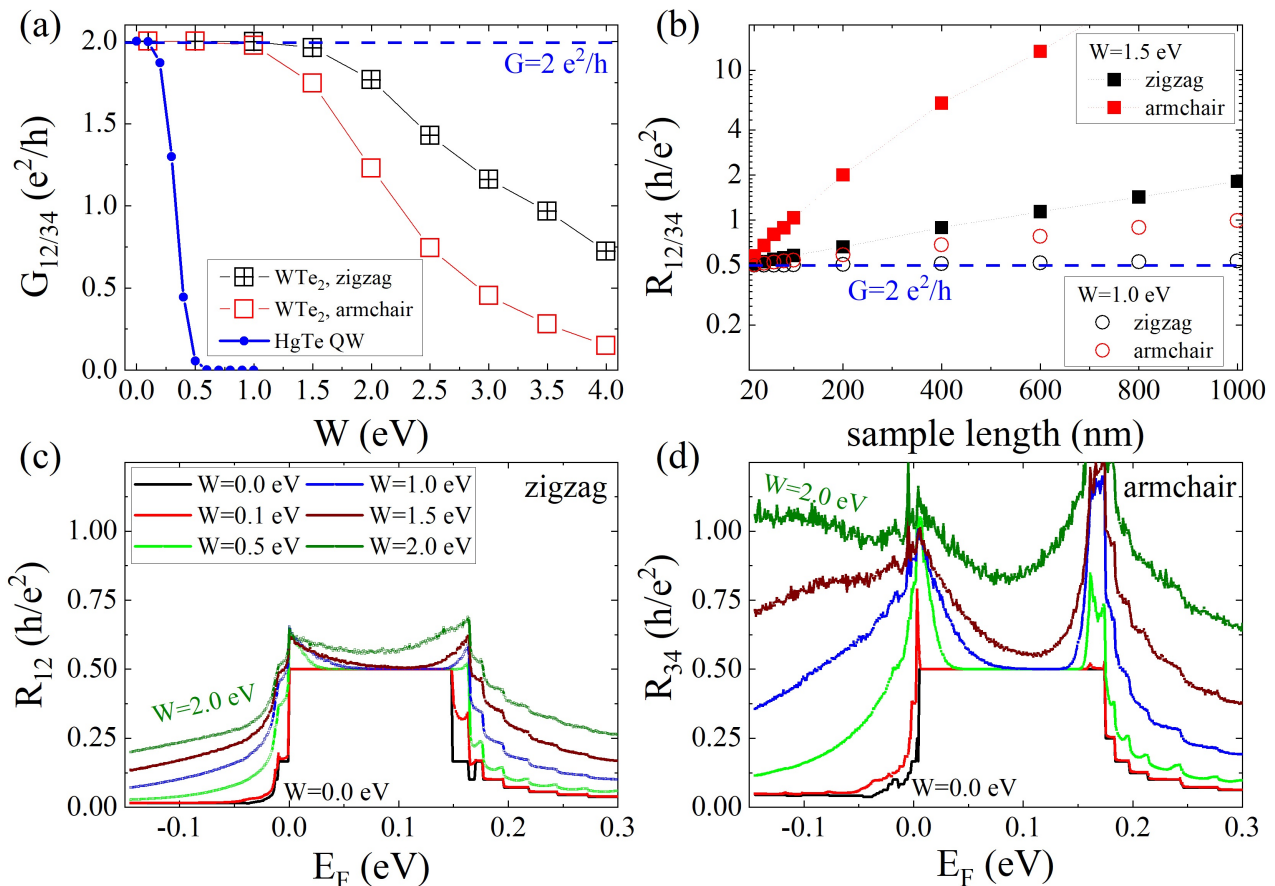 (a)
2.0
1.5
1.0
0.5
0.0
G12/34 (e2/h)
G=2 e2/h
WTe2, zigzag
WTe2, armchair
HgTe QW
0.0 0.5 1.0 1.5 2.0 2.5 3.0 3.5 4.0
W (eV)
(b)
10
4
2
1
0.5
0.2
R12/34 (h/e2)
W=1.5 eV
zigzag
armchair
G=2 e2/h
W=1.0 eV
zigzag
armchair
20 200 400 600 800 1000
sample length (nm)
(c)
1.00
0.75
0.50
0.25
0.00
R12 (h/e2)
W=0.0 eV W=1.0 eV
W=0.1 eV W=1.5 eV
W=0.5 eV W=2.0 eV
zigzag
W=2.0 eV
W=0.0 eV
-0.1 0.0 0.1 0.2 0.3
EF (eV)
(d)
1.00
0.75
0.50
0.25
0.00
R34 (h/e2)
W=2.0 eV
armchair
W=0.0 eV
-0.1 0.0 0.1 0.2 0.3
EF (eV)